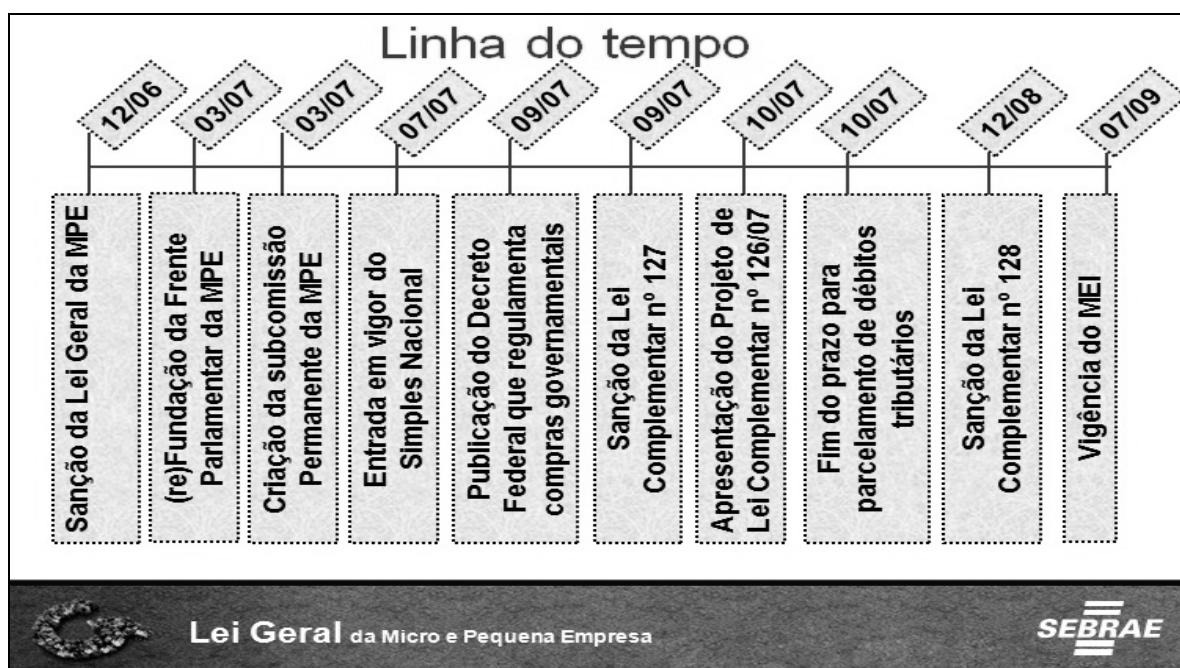 Linha do tempo
12/06
03/07
03/07
07/07
09/07
09/07
10/07
10/07
12/08
07/09
Sanção da Lei Geral da MPE
(re)Fundação da Frente
Parlamentar da MPE
Criação da subcomissão
Permanente da MPE
Entrada em vigor do
Simples Nacional
Publicação do Decreto
Federal que regulamenta
compras governamentais
Sanção da Lei
Complementar nº 127
Apresentação do Projeto de
Lei Complementar nº 126/07
Fim do prazo para
parcelamento de débitos
tributários
Sanção da Lei
Complementar nº 128
Vigência do MEI
Lei Geral da Micro e Pequena Empresa
SEBRAE